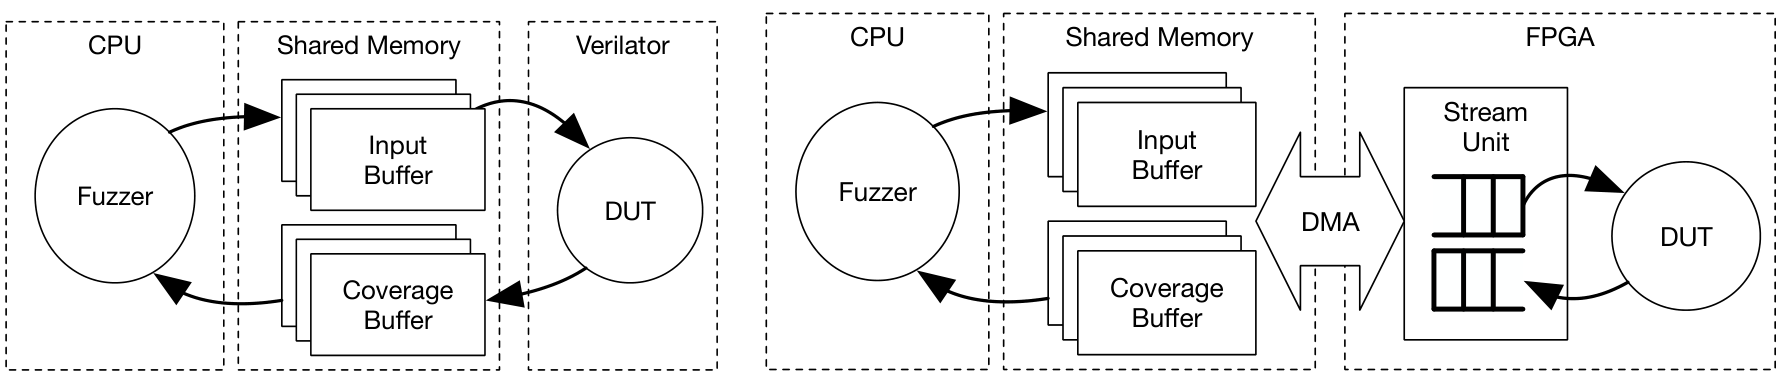 CPU
Shared Memory
Verilator
Fuzzer
Input
Buffer
Coverage
Buffer
DUT
CPU
Shared Memory
FPGA
Fuzzer
Input
Buffer
Coverage
Buffer
DMA
Stream
Unit
DUT